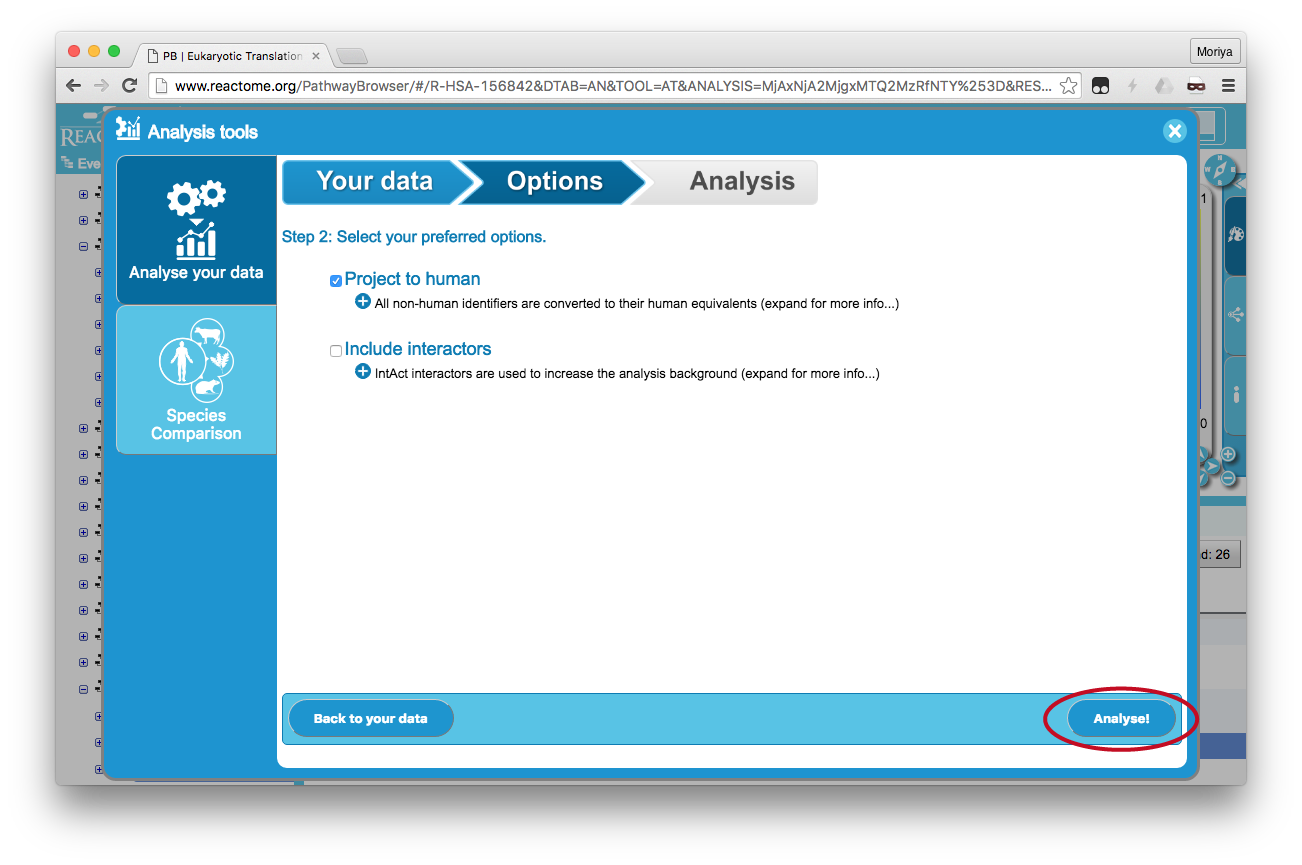 PB | Eukaryotic Translation
Moriya
www.reactome.org/PathwayBrowser/#/R-HSA-156842&DTAB=AN&TOOL=AT&ANALYSIS=MjAxNjA2MjgxMTQ2MzRfNTY%253D&RES...
REAC
Analysis tools
Eve
Your data
Options
Analysis
1
Step 2: Select your preferred options.
Analyse your data
Project to human
All non-human identifiers are converted to their human equivalents (expand for more info...)
Include interactors
IntAct interactors are used to increase the analysis background (expand for more info...)
Species
Comparison
0
d: 26
Back to your data
Analyse!